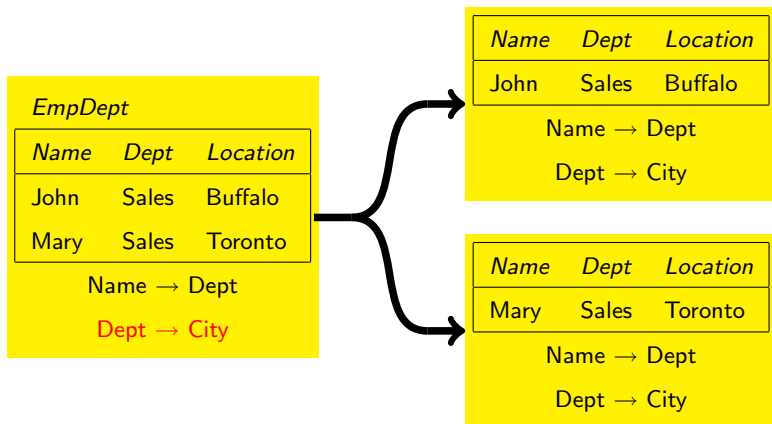 EmpDept
Name Dept Location
John Sales Buffalo
Mary Sales Toronto
Name → Dept
Dept → City
Name Dept Location
John Sales Buffalo
Name → Dept
Dept → City
Name Dept Location
Mary Sales Toronto
Name → Dept
Dept → City